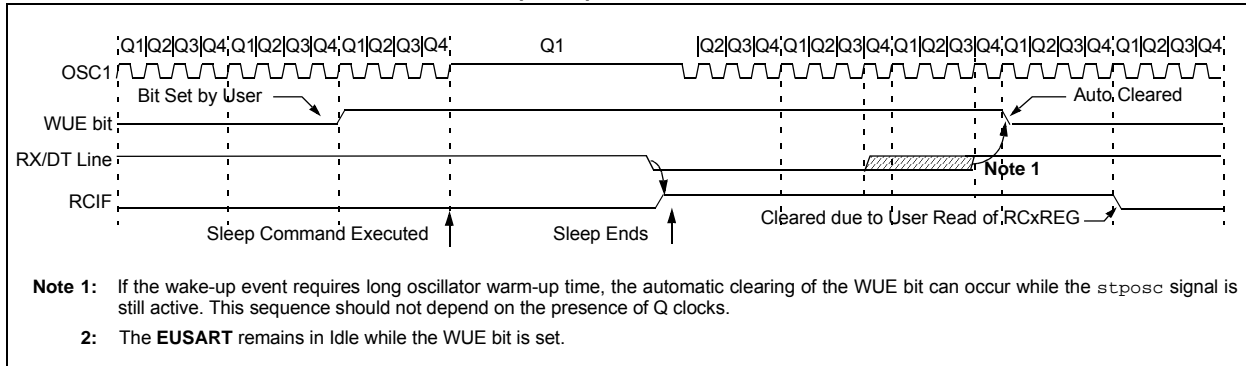 Q1|Q2|Q3|Q4 Q1|Q2|Q3|Q4 Q1|Q2|Q3|Q4 Q1 |Q2|Q3|Q4 Q1|Q2|Q3|Q4 Q1|Q2|Q3|Q4 Q1|Q2|Q3|Q4 Q1|Q2|Q3|Q4
OSC1
Bit Set by User
Auto Cleared
WUE bit
RX/DT Line
Note 1
RCIF
Cleared due to User Read of RCxREG
Sleep Command Executed
Sleep Ends
Note 1: If the wake-up event requires long oscillator warm-up time, the automatic clearing of the WUE bit can occur while the stposc signal is
still active. This sequence should not depend on the presence of Q clocks.
2: The EUSART remains in Idle while the WUE bit is set.